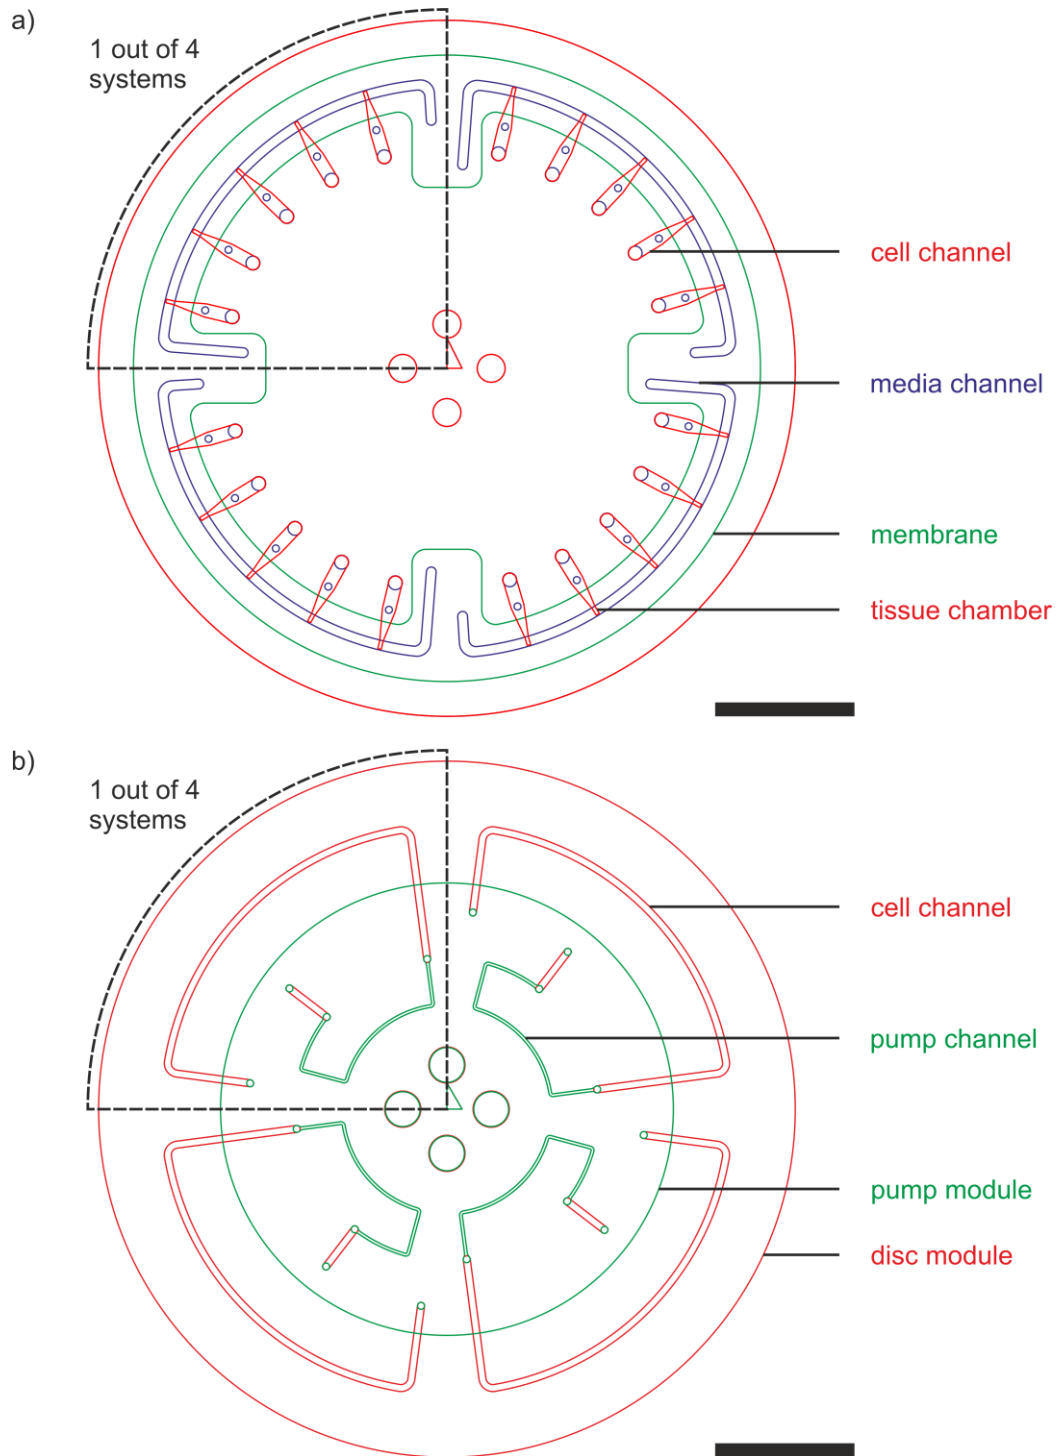 a)
1 out of 4
systems
cell channel
media channel
membrane
tissue chamber
b)
1 out of 4
systems
cell channel
pump channel
pump module
disc module